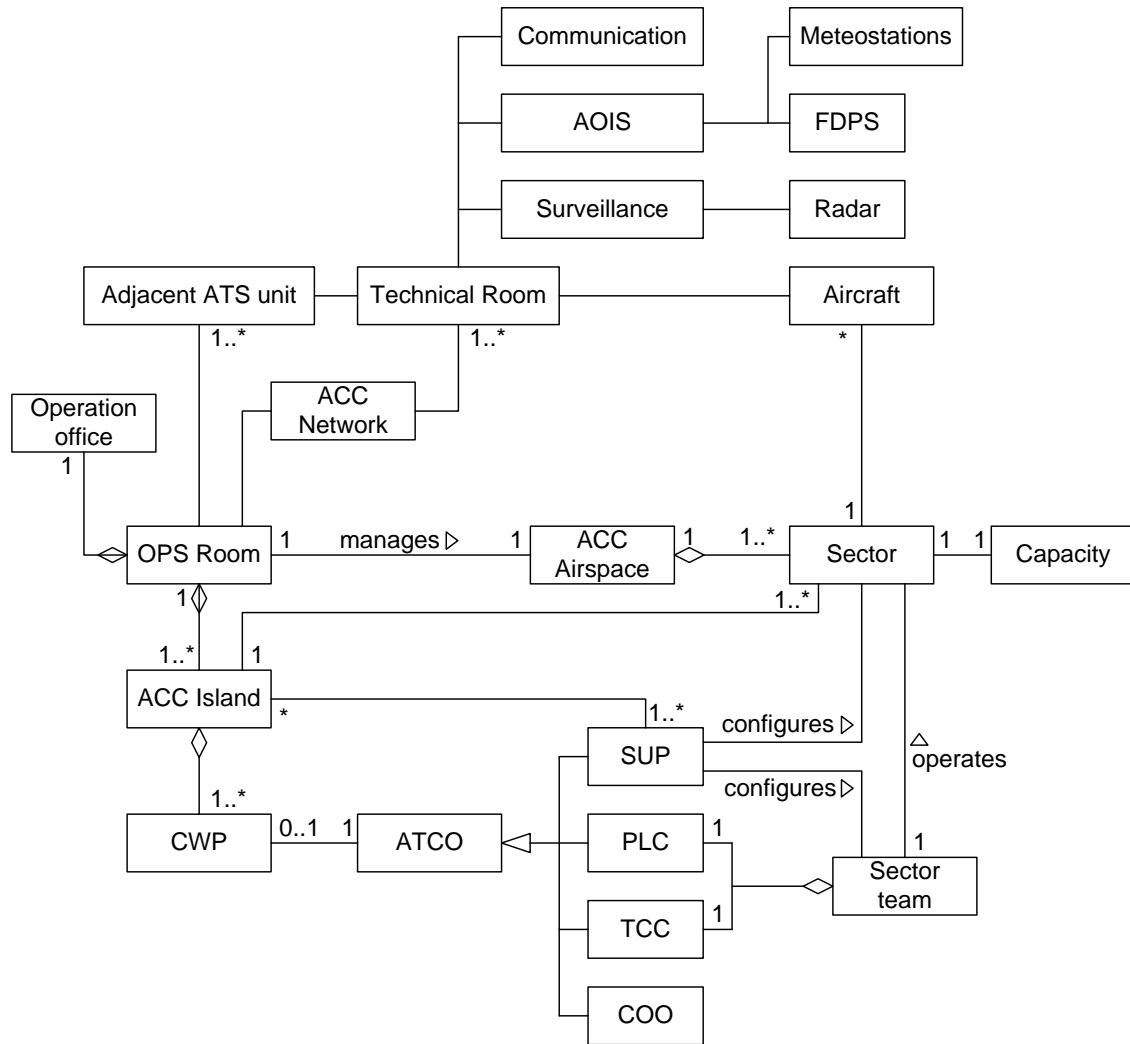 Communication
Meteostations
AOIS
FDPS
Surveillance
Radar
Adjacent ATS unit
Technical Room
Aircraft
1..*
1..*
*
Operation
office
1
ACC
Network
OPS Room
1
manages
1
ACC
Airspace
1
1..*
1
Sector
1
1
Capacity
1
1..*
1
1..*
ACC Island
*
1..*
SUP
configures
configures
operates
1..*
CWP
0..1
1
ATCO
PLC
1
1
Sector
team
TCC
1
COO